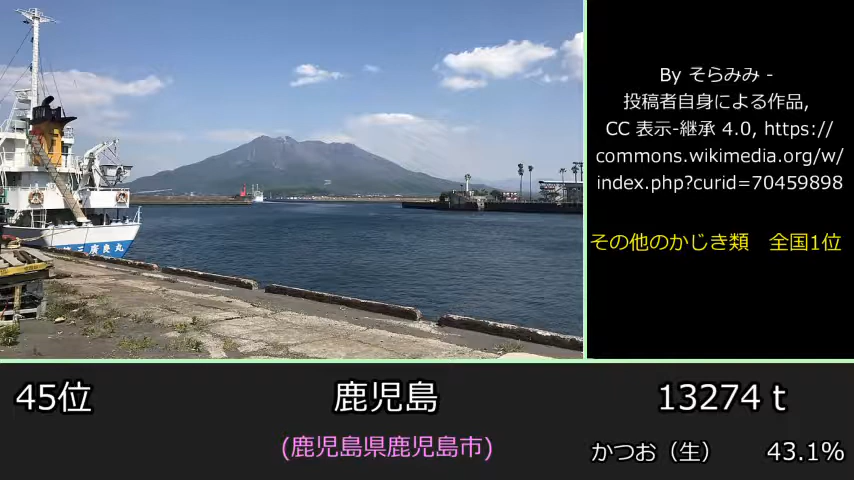 By そらみみ -
投稿者自身による作品,
CC 表示-継承 4.0, https://
commons.wikimedia.org/w/
index.php?curid=70459898
その他のかじき類　全国1位
45位
鹿児島
13274 t
(鹿児島県鹿児島市)
かつお（生）
43.1%